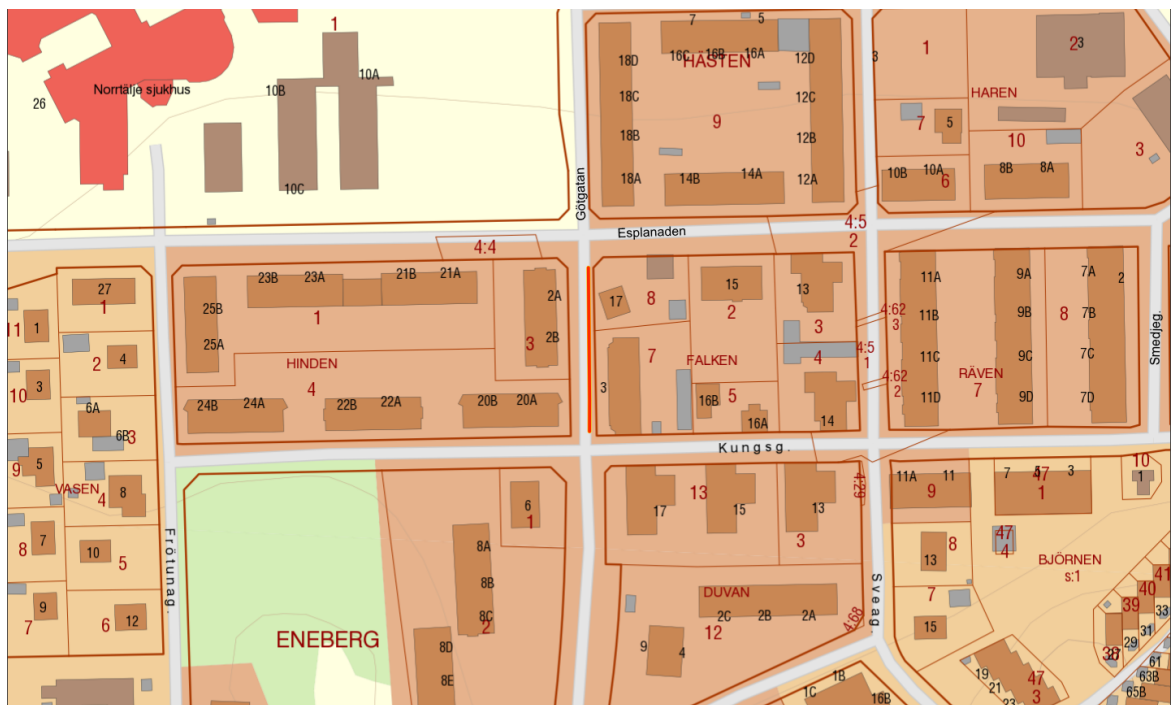 1
7
5
1
2
3
18D
16C
16B
16A
12D
3
HÄSTEN
10A
10B
Norrtälje sjukhus
26
HAREN
18C
12C
9
7
5
10
18B
12B
3
10C
18A
14B
14A
12A
10B
10A
6
8B
8A
Götgatan
Esplanaden
4:5
2
4:4
23B
23A
21B
21A
2A
27
1
25B
1
25A
2B
3
HINDEN
4
24B
24A
22B
22A
20B
20A
17
8
15
2
13
3
7
3
FALKEN
4
5
16B
16A
14
4:62
3
4:5
1
4:62
2
11A
11B
11C
11D
9A
9B
9C
9D
RÄVEN
7
8
7A
7B
7C
7D
2
Smedjeg.
11
1
2
4
10
3
6A
6B
3
9
5
VASEN
4
8
8
7
10
5
7
9
6
12
Frötunag.
Kungsg.
6
1
8A
8B
8C
2
8D
8E
ENEBERG
13
17
15
13
3
4:29
DUVAN
2C
2B
2A
12
9
4
4:68
Sveag
1B
1C
16B
11A
11
9
7
5
3
47
1
10
1
47
4
8
13
7
15
BJÖRNEN
s:1
41
40
39
38
33
31
29
61
63B
65B
19
21
23
47
3